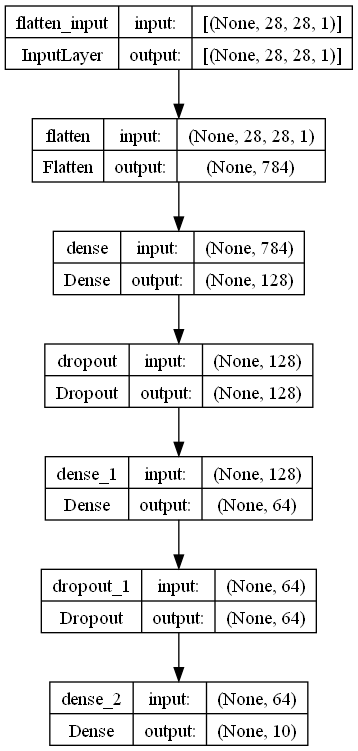 flatten_input input: [(None, 28, 28, 1)]
InputLayer output: [(None, 28, 28, 1)]
flatten input: (None, 28, 28, 1)
Flatten output: (None, 784)
dense input: (None, 784)
Dense output: (None, 128)
dropout input: (None, 128)
Dropout output: (None, 128)
dense_1 input: (None, 128)
Dense output: (None, 64)
dropout_1 input: (None, 64)
Dropout output: (None, 64)
dense_2 input: (None, 64)
Dense output: (None, 10)